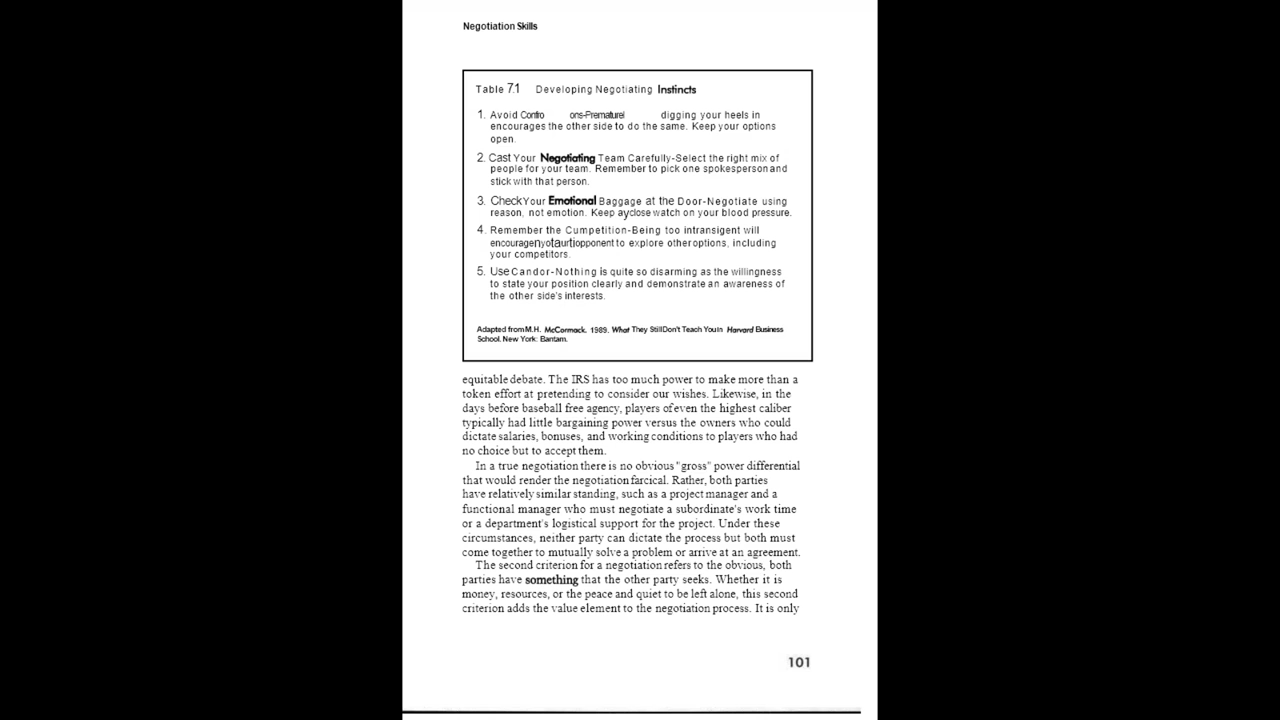 Negotiation Skills
Table 7.1 Developing Negotiating Instincts
1. Avoid Confro ons-Prematurel digging your heels in
encourages the other side to do the same. Keep your options
open.
2. Cast Your Negotiating Team Carefully-Select the right mix of
people for your team. Remember to pick one spokesperson and
stick with that person.
3. Check Your Emotional Baggage at the Door-Negotiate using
reason, not emotion. Keep a close watch on your blood pressure.
4. Remember the Cumpetition-Being too intransigent will
encourage opponent to explore other options, including
your competitors.
5. Use Candor-Nothing is quite so disarming as the willingness
to state your position clearly and demonstrate an awareness of
the other side's interests.
Adapted from M.H. McCormack. 1989. What They Still Don't Teach You in Harvard Business
School. New York: Bantam.
equitable debate. The IRS has too much power to make more than a
token effort at pretending to consider our wishes. Likewise, in the
days before baseball free agency, players of even the highest caliber
typically had little bargaining power versus the owners who could
dictate salaries, bonuses, and working conditions to players who had
no choice but to accept them.
In a true negotiation there is no obvious "gross" power differential
that would render the negotiation farcical. Rather, both parties
have relatively similar standing, such as a project manager and a
functional manager who must negotiate a subordinate's work time
or a department's logistical support for the project. Under these
circumstances, neither party can dictate the process but both must
come together to mutually solve a problem or arrive at an agreement.
The second criterion for a negotiation refers to the obvious, both
parties have something that the other party seeks. Whether it is
money, resources, or the peace and quiet to be left alone, this second
criterion adds the value element to the negotiation process. It is only
101